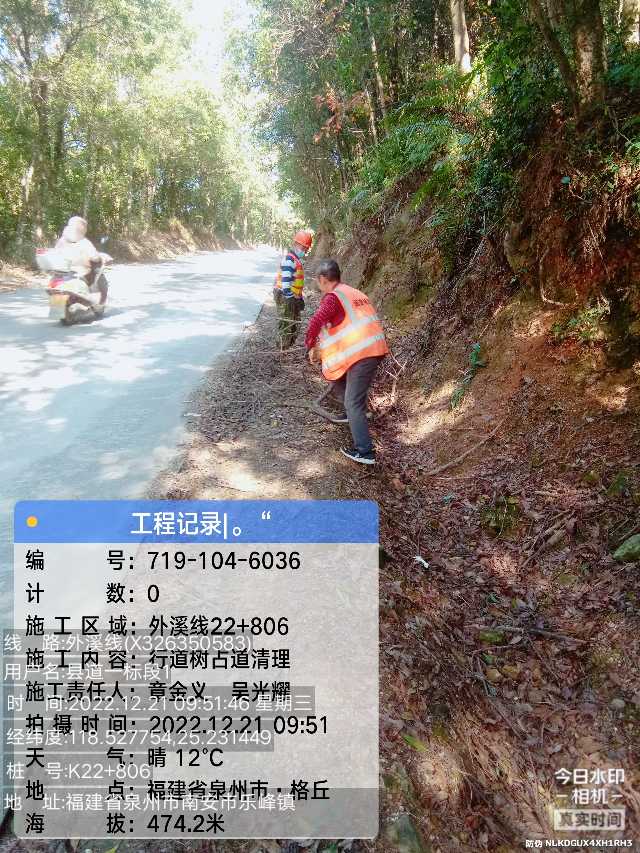 工程记录|。“
编 号：719-104-6036
计 数：0
施工区域：外溪线22+806
线 路:外溪线(X326350583)
施工内容：行道树古道清理
用户名:县道一标段1
施工责任人：章金义 吴光耀
时 间:2022.12.21 09:51:46 星期三
拍摄时间：2022.12.21 09:51
经纬度:118.527754,25.231449
天 气：晴 12℃
桩 号:K22+806
地 点：福建省泉州市·格丘
地 址:福建省泉州市南安市乐峰镇
海 拔：474.2米
今日水印
相机
真实时间
防伪 NLKDGUX4XH1RH3